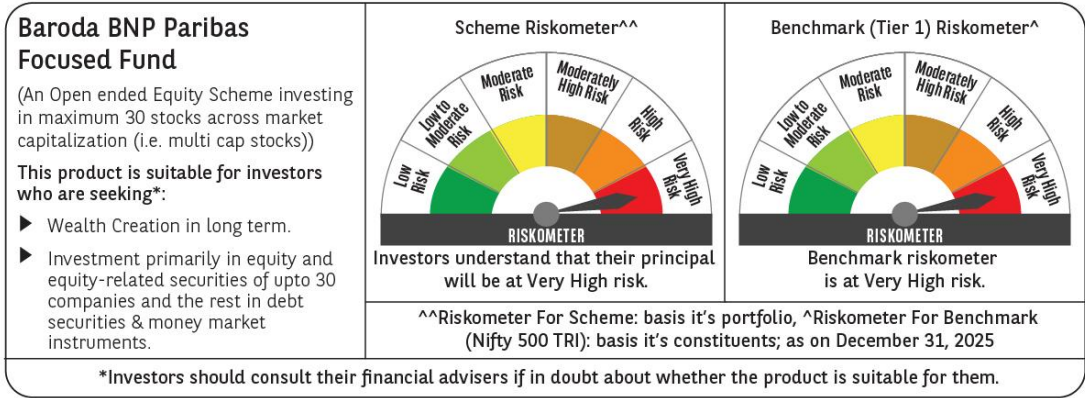 Baroda BNP Paribas
Focused Fund
(An Open ended Equity Scheme investing
in maximum 30 stocks across market
capitalization (i.e. multi cap stocks))
This product is suitable for investors
who are seeking*:
Wealth Creation in long term.
Investment primarily in equity and
equity-related securities of upto 30
companies and the rest in debt
securities & money market
instruments.
Scheme Riskometer^^
Low
Risk
Low to
Moderate
Risk
Moderate
Risk
Moderately
High Risk
High
Risk
Very High
Risk
RISKOMETER
Investors understand that their principal
will be at Very High risk.
Benchmark (Tier 1) Riskometer^
Low
Risk
Low to
Moderate
Risk
Moderate
Risk
Moderately
High Risk
High
Risk
Very High
Risk
RISKOMETER
Benchmark riskometer
is at Very High risk.
^^Riskometer For Scheme: basis it's portfolio, ^Riskometer For Benchmark
(Nifty 500 TRI): basis it's constituents; as on December 31, 2025
*Investors should consult their financial advisers if in doubt about whether the product is suitable for them.